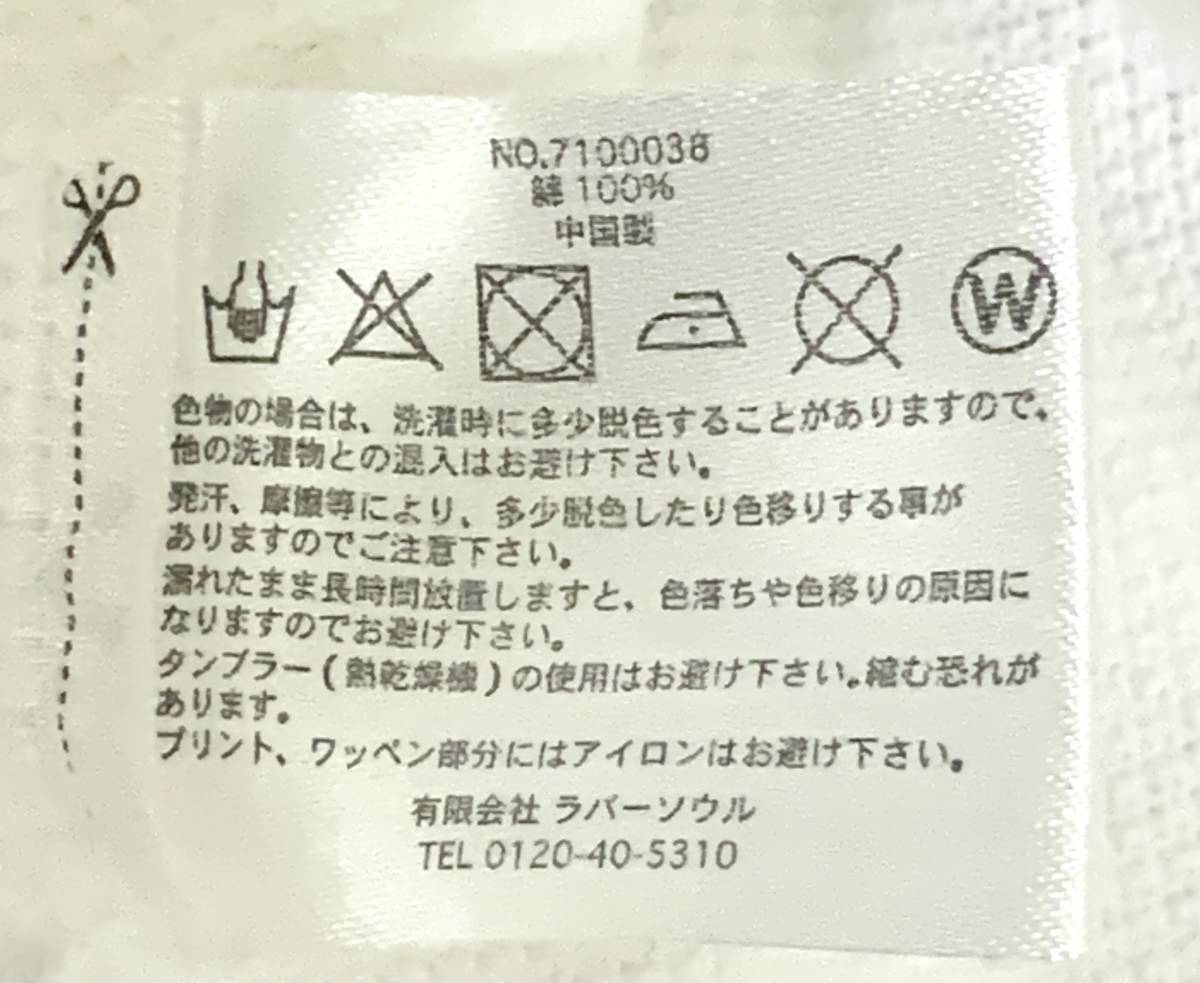 NO.7100038
綿 100%
中国製
W
色物の場合は、洗濯時に多少脱色することがありますので、
他の洗濯物との混入はお避け下さい。
発汗、摩擦等により、多少脱色したり色移りする事が
ありますのでご注意下さい。
濡れたまま長時間放置しますと、色落ちや色移りの原因に
なりますのでお避け下さい。
タンブラー(熱乾燥機)の使用はお避け下さい。縮む恐れが
あります。
プリント、ワッペン部分にはアイロンはお避け下さい。
有限会社 ラバーソウル
TEL 0120-40-5310